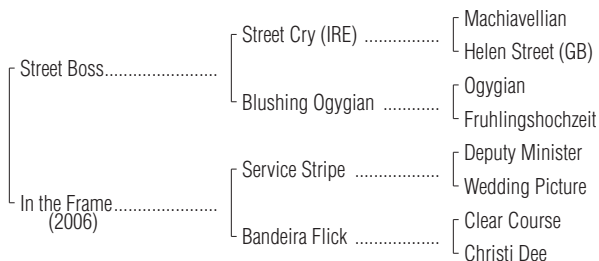 Machiavellian
Street Cry (IRE) ................
Helen Street (GB)
Street Boss........................
Ogygian
Blushing Ogygian ............
Fruhlingshochzeit
Deputy Minister
Service Stripe ..................
Wedding Picture
In the Frame......................
(2006)
Clear Course
Bandeira Flick ..................
Christi Dee